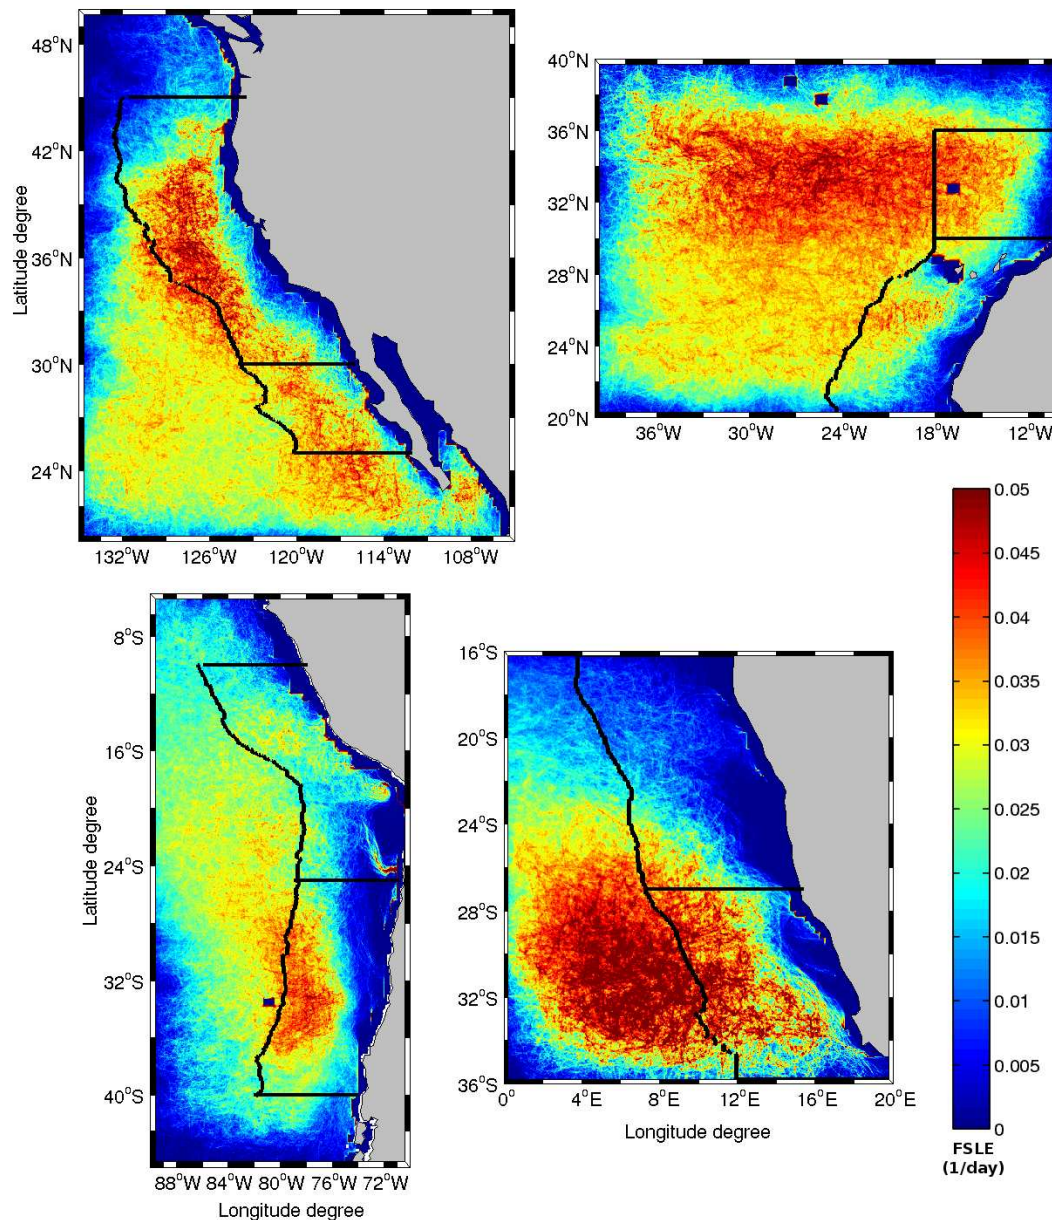 48°N
42°N
36°N
30°N
24°N
Latitude degree
132°W 126°W 120°W 114°W 108°W
40°N
36°N
32°N
28°N
24°N
20°N
36°W 30°W 24°W 18°W 12°W
8°S
16°S
24°S
32°S
40°S
Latitude degree
88°W 84°W 80°W 76°W 72°W
Longitude degree
16°S
20°S
24°S
28°S
32°S
36°S
0° 4°E 8°E 12°E 16°E 20°E
Longitude degree
0.05
0.045
0.04
0.035
0.03
0.025
0.02
0.015
0.01
0.005
0
FSLE
(1/day)